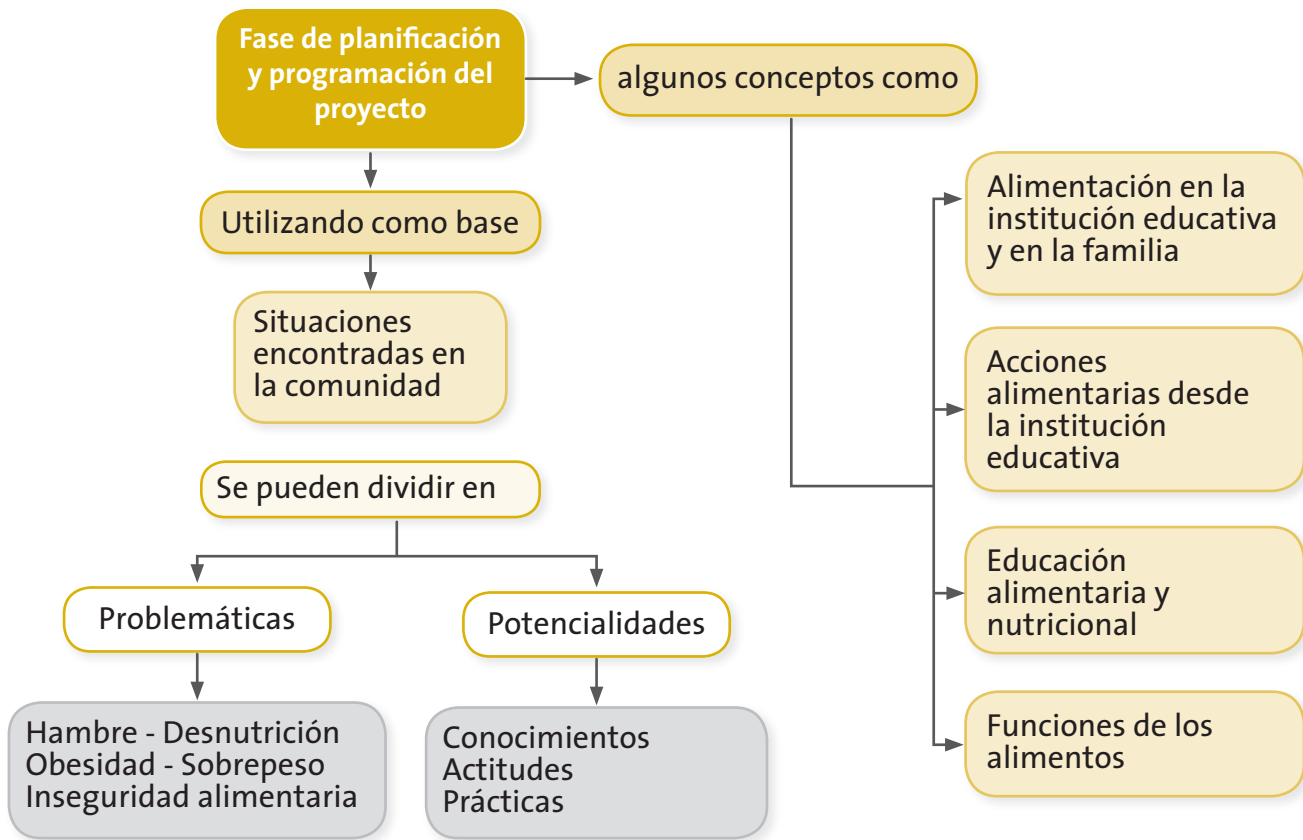 Fase de planificación
y programación del
proyecto
algunos conceptos como
Utilizando como base
Situaciones
encontradas en
la comunidad
Se pueden dividir en
Problemáticas
Potencialidades
Hambre - Desnutrición
Obesidad - Sobrepeso
Inseguridad alimentaria
Conocimientos
Actitudes
Prácticas
Alimentación en la
institución educativa
y en la familia
Acciones
alimentarias desde
la institución
educativa
Educación
alimentaria y
nutricional
Funciones de los
alimentos